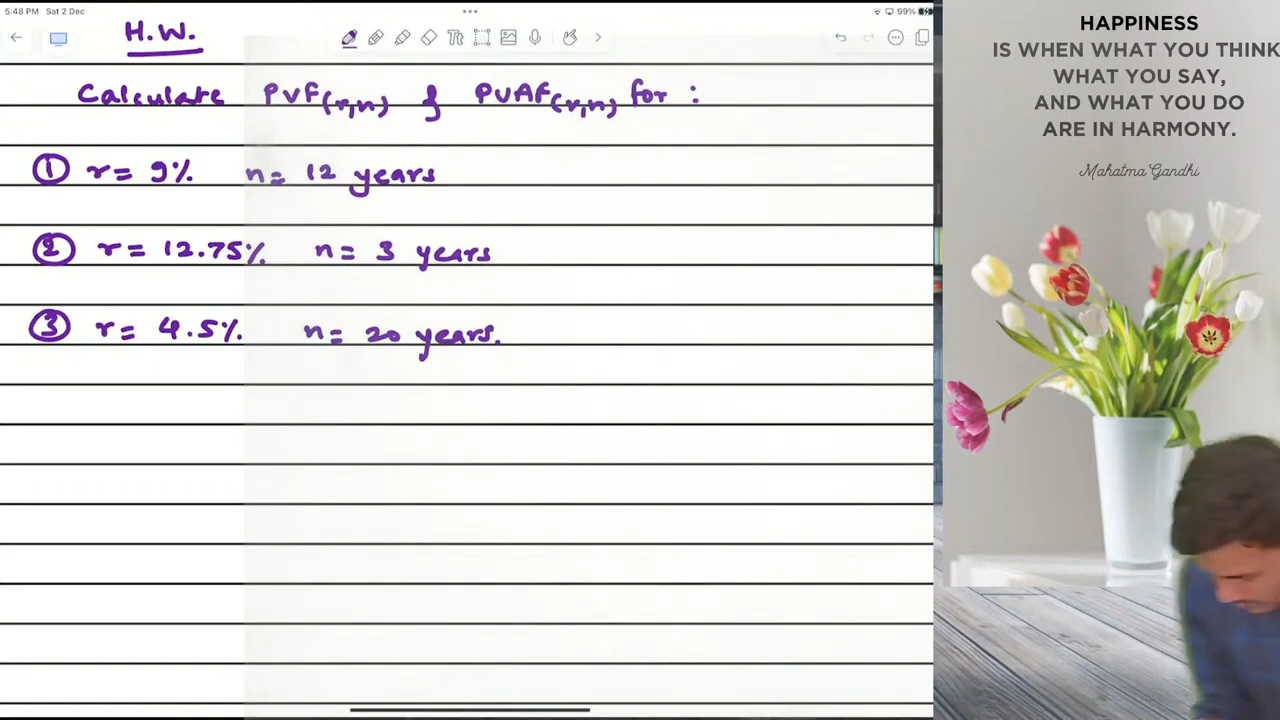 5:48 PM Sat 2 Dec
99%
H.W.
Calculate PVF(r,n) & PVAF(r,n) for :
① r = 9% n = 12 years
② r = 12.75% n = 3 years
③ r = 4.5% n = 20 years.
HAPPINESS
IS WHEN WHAT YOU THINK
WHAT YOU SAY,
AND WHAT YOU DO
ARE IN HARMONY.
Mahatma Gandhi